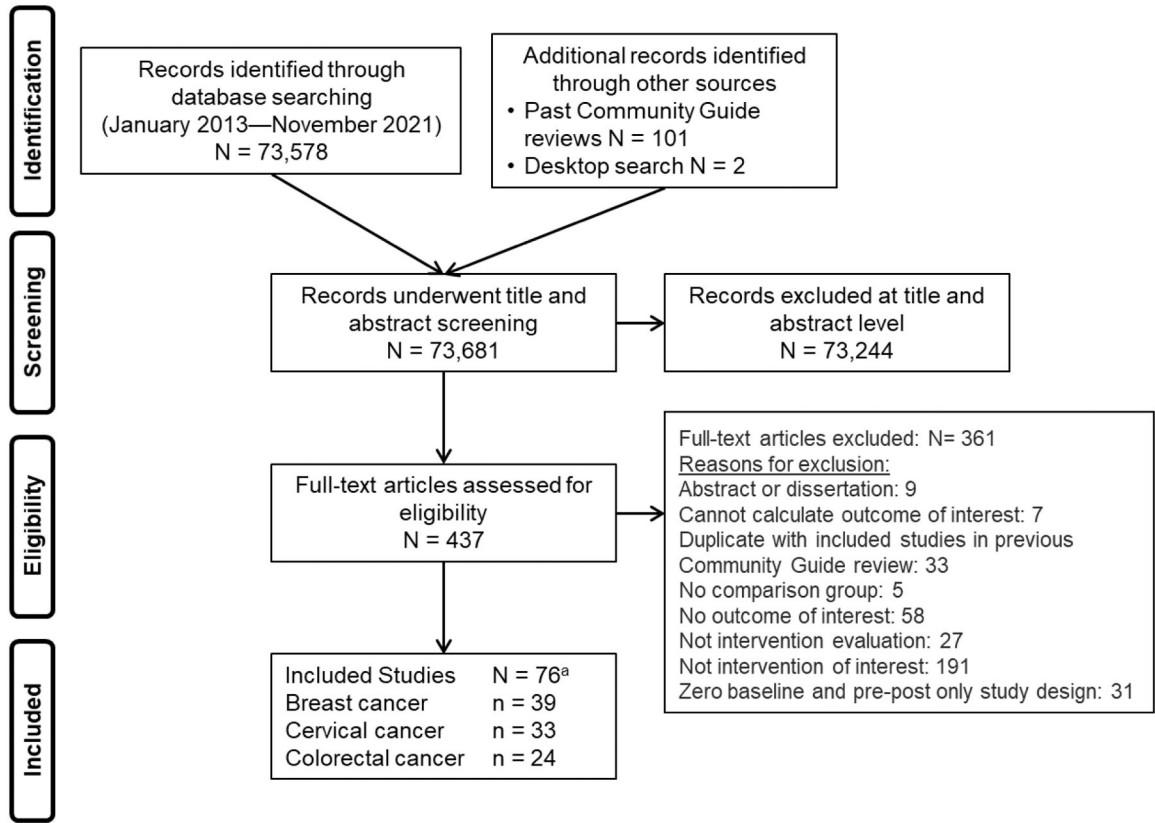 Identification
Records identified through
database searching
(January 2013—November 2021)
N = 73,578
Additional records identified
through other sources
• Past Community Guide
reviews N = 101
• Desktop search N = 2
Screening
Records underwent title and
abstract screening
N = 73,681
Records excluded at title and
abstract level
N = 73,244
Eligibility
Full-text articles assessed for
eligibility
N = 437
Full-text articles excluded: N= 361
Reasons for exclusion:
Abstract or dissertation: 9
Cannot calculate outcome of interest: 7
Duplicate with included studies in previous
Community Guide review: 33
No comparison group: 5
No outcome of interest: 58
Not intervention evaluation: 27
Not intervention of interest: 191
Zero baseline and pre-post only study design: 31
Included
Included Studies N = 76ᵃ
Breast cancer n = 39
Cervical cancer n = 33
Colorectal cancer n = 24